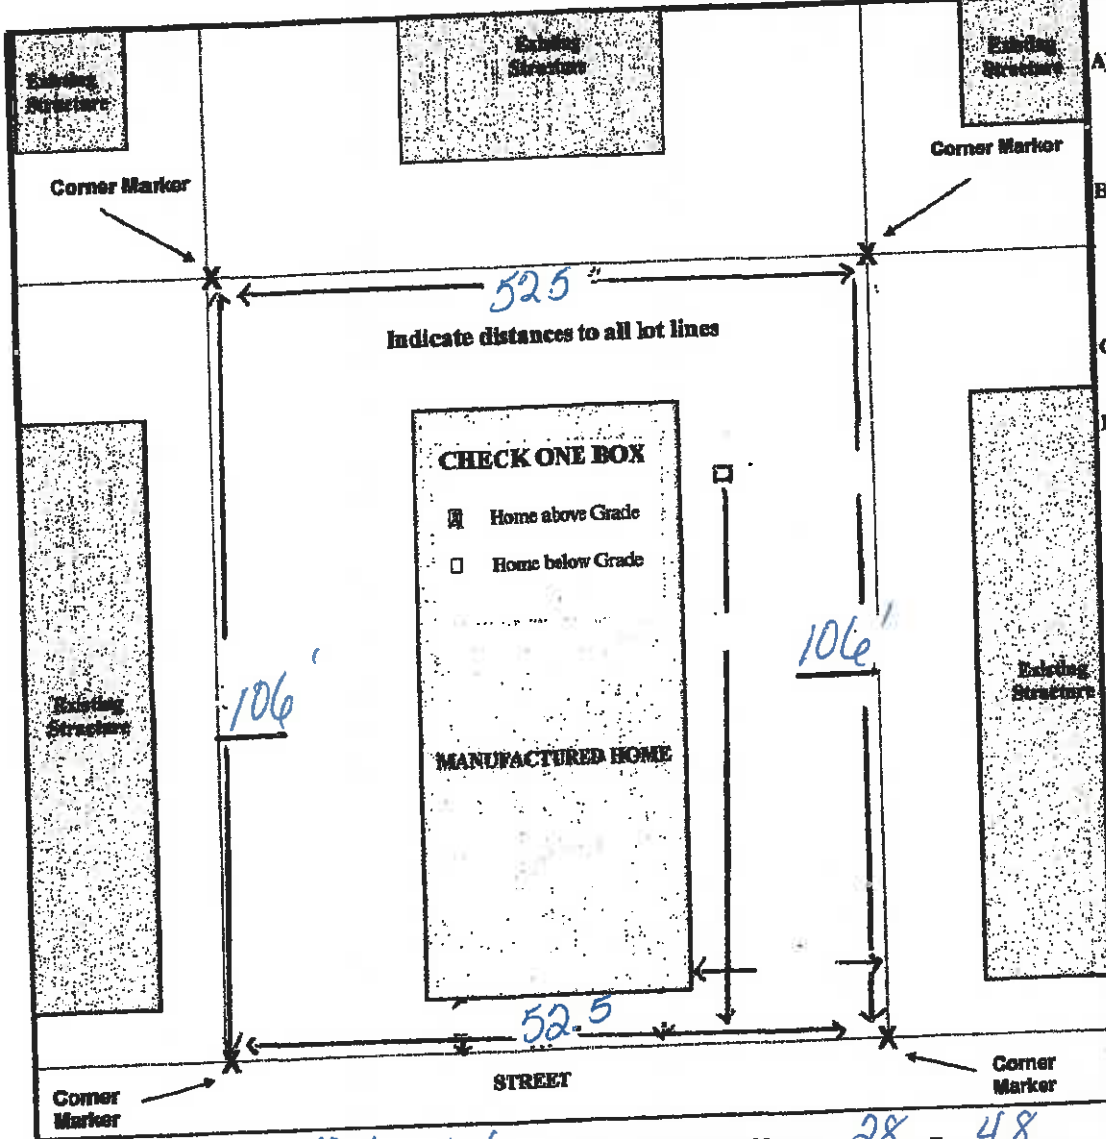 Existing
Structure
Existing
Structure
Existing
Structure
A
Corner Marker
Corner Marker
B
X
X
525
Indicate distances to all lot lines
CHECK ONE BOX
Home above Grade
Home below Grade
106'
106'
Existing
Structure
Existing
Structure
MANUFACTURED HOME
52.5
X
X
STREET
Corner
Marker
Corner
Marker
28
48